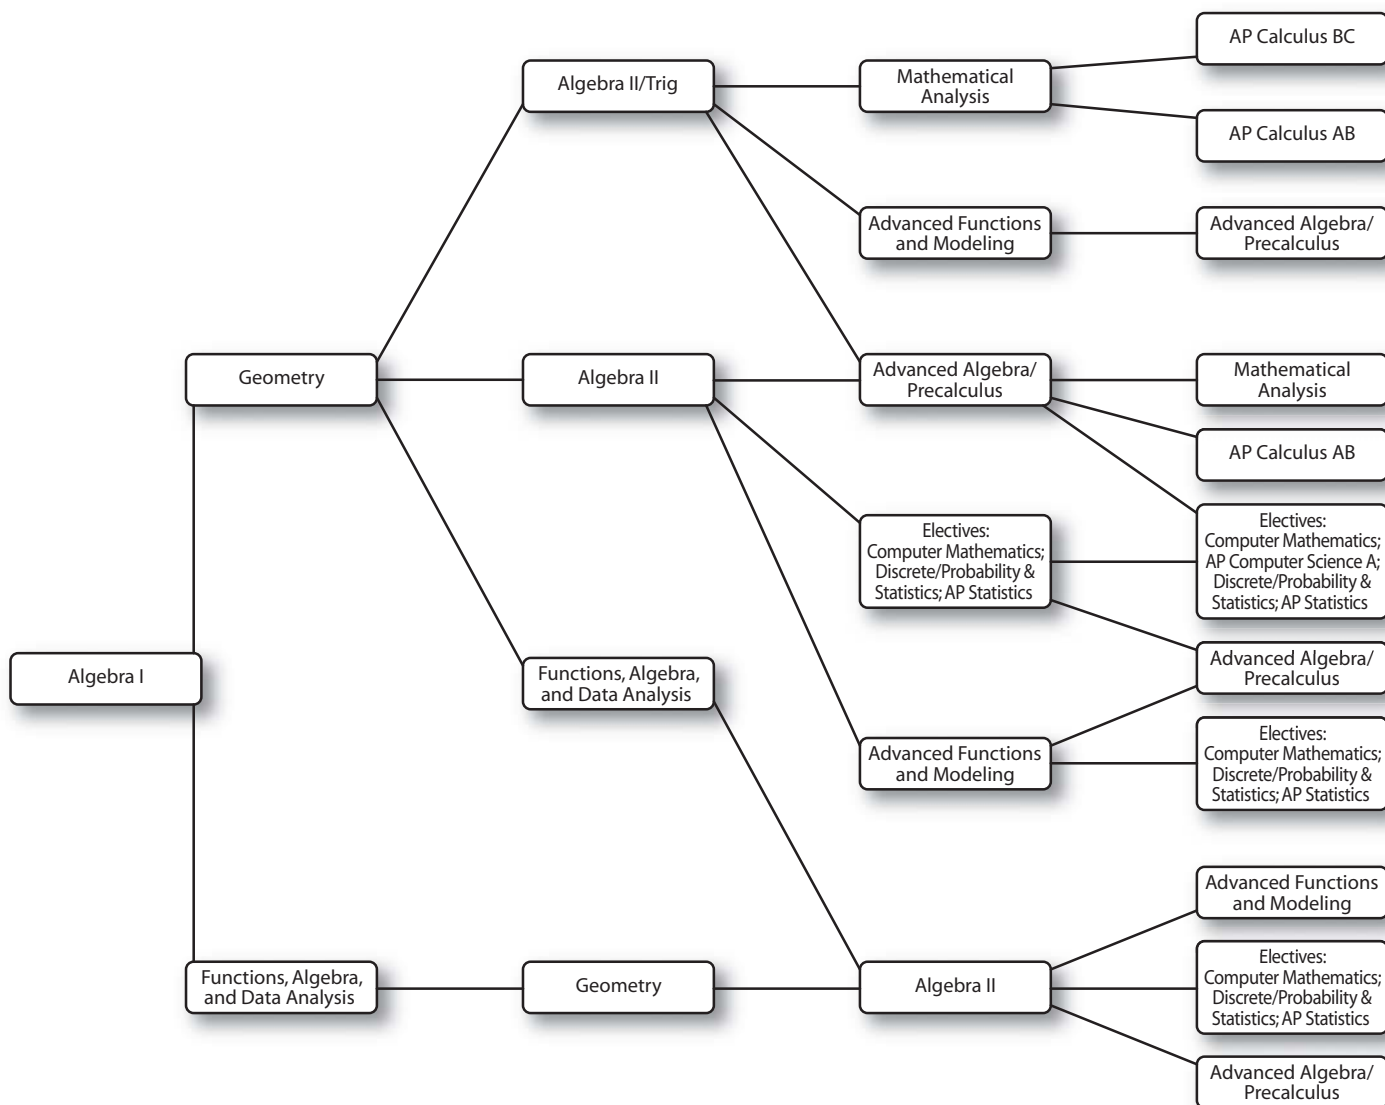 Algebra I
Geometry
Functions, Algebra,
and Data Analysis
Algebra II/Trig
Algebra II
Functions, Algebra,
and Data Analysis
Geometry
Mathematical
Analysis
Advanced Functions
and Modeling
Advanced Algebra/
Precalculus
Electives:
Computer Mathematics;
Discrete/Probability &
Statistics; AP Statistics
Advanced Functions
and Modeling
Algebra II
AP Calculus BC
AP Calculus AB
Advanced Algebra/
Precalculus
Mathematical
Analysis
AP Calculus AB
Electives:
Computer Mathematics;
AP Computer Science A;
Discrete/Probability &
Statistics; AP Statistics
Advanced Algebra/
Precalculus
Electives:
Computer Mathematics;
Discrete/Probability &
Statistics; AP Statistics
Advanced Functions
and Modeling
Electives:
Computer Mathematics;
Discrete/Probability &
Statistics; AP Statistics
Advanced Algebra/
Precalculus